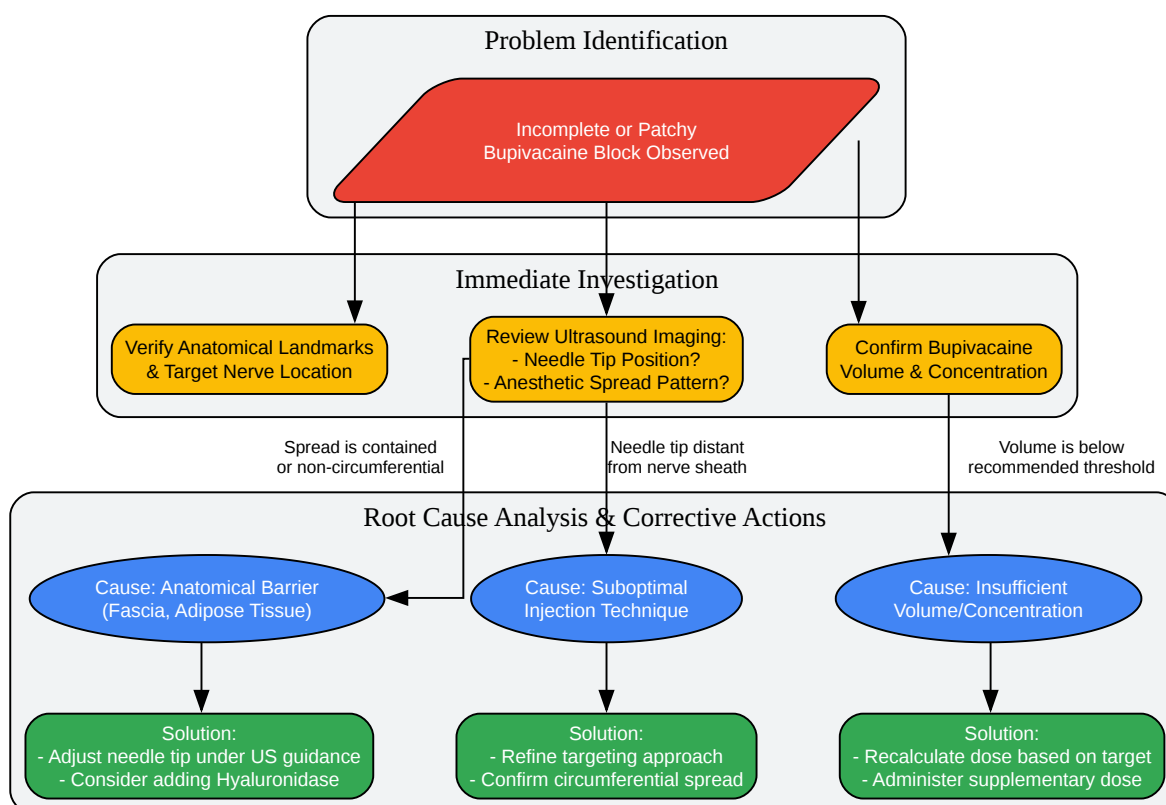 Problem Identification
Incomplete or Patchy
Bupivacaine Block Observed
Immediate Investigation
Verify Anatomical Landmarks
& Target Nerve Location
Review Ultrasound Imaging:
- Needle Tip Position?
- Anesthetic Spread Pattern?
Confirm Bupivacaine
Volume & Concentration
Spread is contained
or non-circumferential
Needle tip distant
from nerve sheath
Volume is below
recommended threshold
Root Cause Analysis & Corrective Actions
Cause: Anatomical Barrier
(Fascia, Adipose Tissue)
Cause: Suboptimal
Injection Technique
Cause: Insufficient
Volume/Concentration
Solution:
- Adjust needle tip under US guidance
- Consider adding Hyaluronidase
Solution:
- Refine targeting approach
- Confirm circumferential spread
Solution:
- Recalculate dose based on target
- Administer supplementary dose